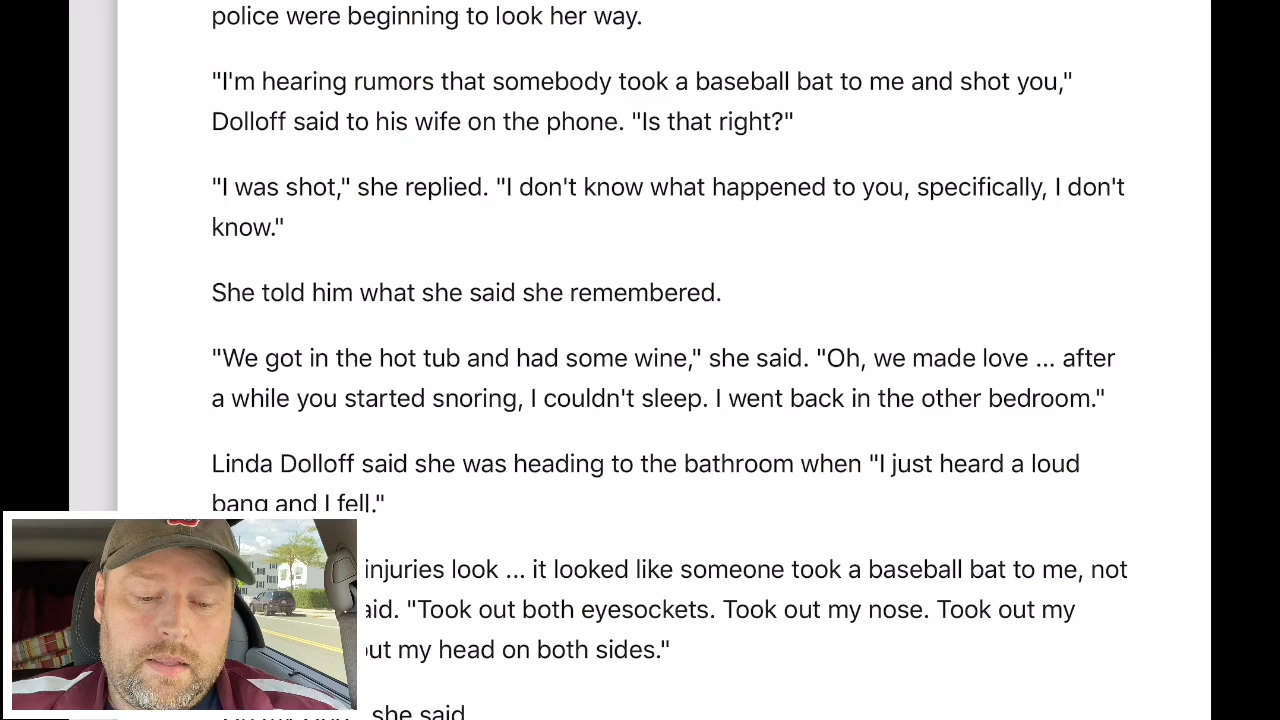 police were beginning to look her way.
"I'm hearing rumors that somebody took a baseball bat to me and shot you,"
Dolloff said to his wife on the phone. "Is that right?"
"I was shot," she replied. "I don't know what happened to you, specifically, I don't
know."
She told him what she said she remembered.
"We got in the hot tub and had some wine," she said. "Oh, we made love ... after
a while you started snoring, I couldn't sleep. I went back in the other bedroom."
Linda Dolloff said she was heading to the bathroom when "I just heard a loud
bang and I fell."
injuries look ... it looked like someone took a baseball bat to me, not
aid. "Took out both eyesockets. Took out my nose. Took out my
ut my head on both sides."
she said